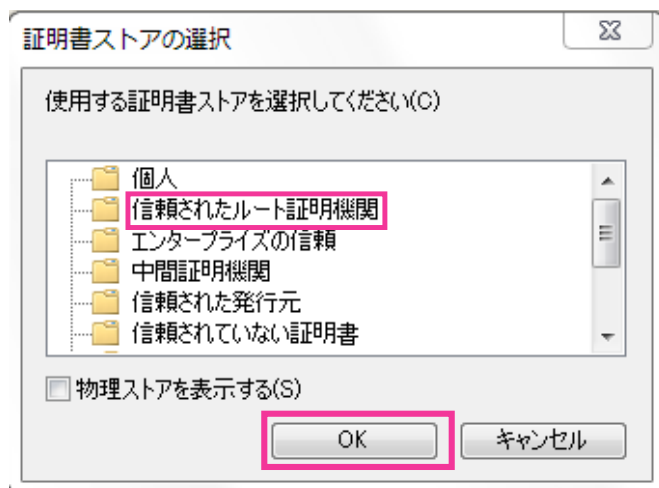 証明書ストアの選択
使用する証明書ストアを選択してください(C)
個人
信頼されたルート証明機関
エンタープライズの信頼
中間証明機関
信頼された発行元
信頼されていない証明書
物理ストアを表示する(S)
OK
キャンセル